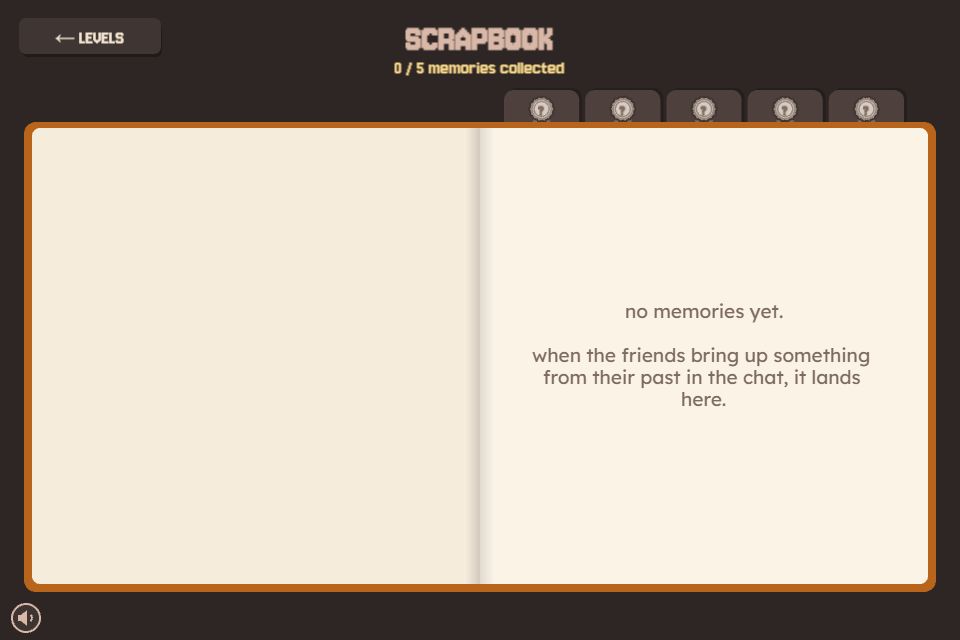 ← LEVELS
SCRAPBOOK
0 / 5 memories collected
? ? ? ? ?
no memories yet.
when the friends bring up something
from their past in the chat, it lands
here.